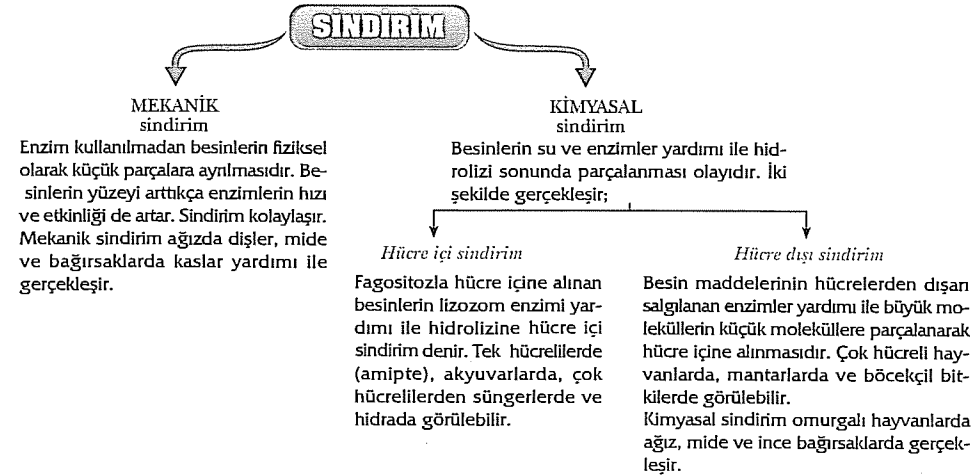 SİNDİRİM
MEKANİK
sindirim
Enzim kullanılmadan besinlerin fiziksel
olarak küçük parçalara ayrılmasıdır. Be-
sinlerin yüzeyi arttıkça enzimlerin hızı
ve etkinliği de artar. Sindirim kolaylaşır.
Mekanik sindirim ağızda dişler, mide
ve bağırsaklarda kaslar yardımı ile
gerçekleşir.
KİMYASAL
sindirim
Besinlerin su ve enzimler yardımı ile hid-
rolizi sonunda parçalanması olayıdır. İki
şekilde gerçekleşir;
Hücre içi sindirim
Fagositozla hücre içine alınan
besinlerin lizozom enzimi yar-
dımı ile hidrolizine hücre içi
sindirim denir. Tek hücrelilerde
(amipte), akyuvarlarda, çok
hücrelilerden süngerlerde ve
hidrada görülebilir.
Hücre dışı sindirim
Besin maddelerinin hücrelerden dışarı
salgılanan enzimler yardımı ile büyük mo-
leküllerin küçük moleküllere parçalanarak
hücre içine alınmasıdır. Çok hücreli hay-
vanlarda, mantarlarda ve böcekçil bit-
kilerde görülebilir.
Kimyasal sindirim omurgalı hayvanlarda
ağız, mide ve ince bağırsaklarda gerçek-
leşir.